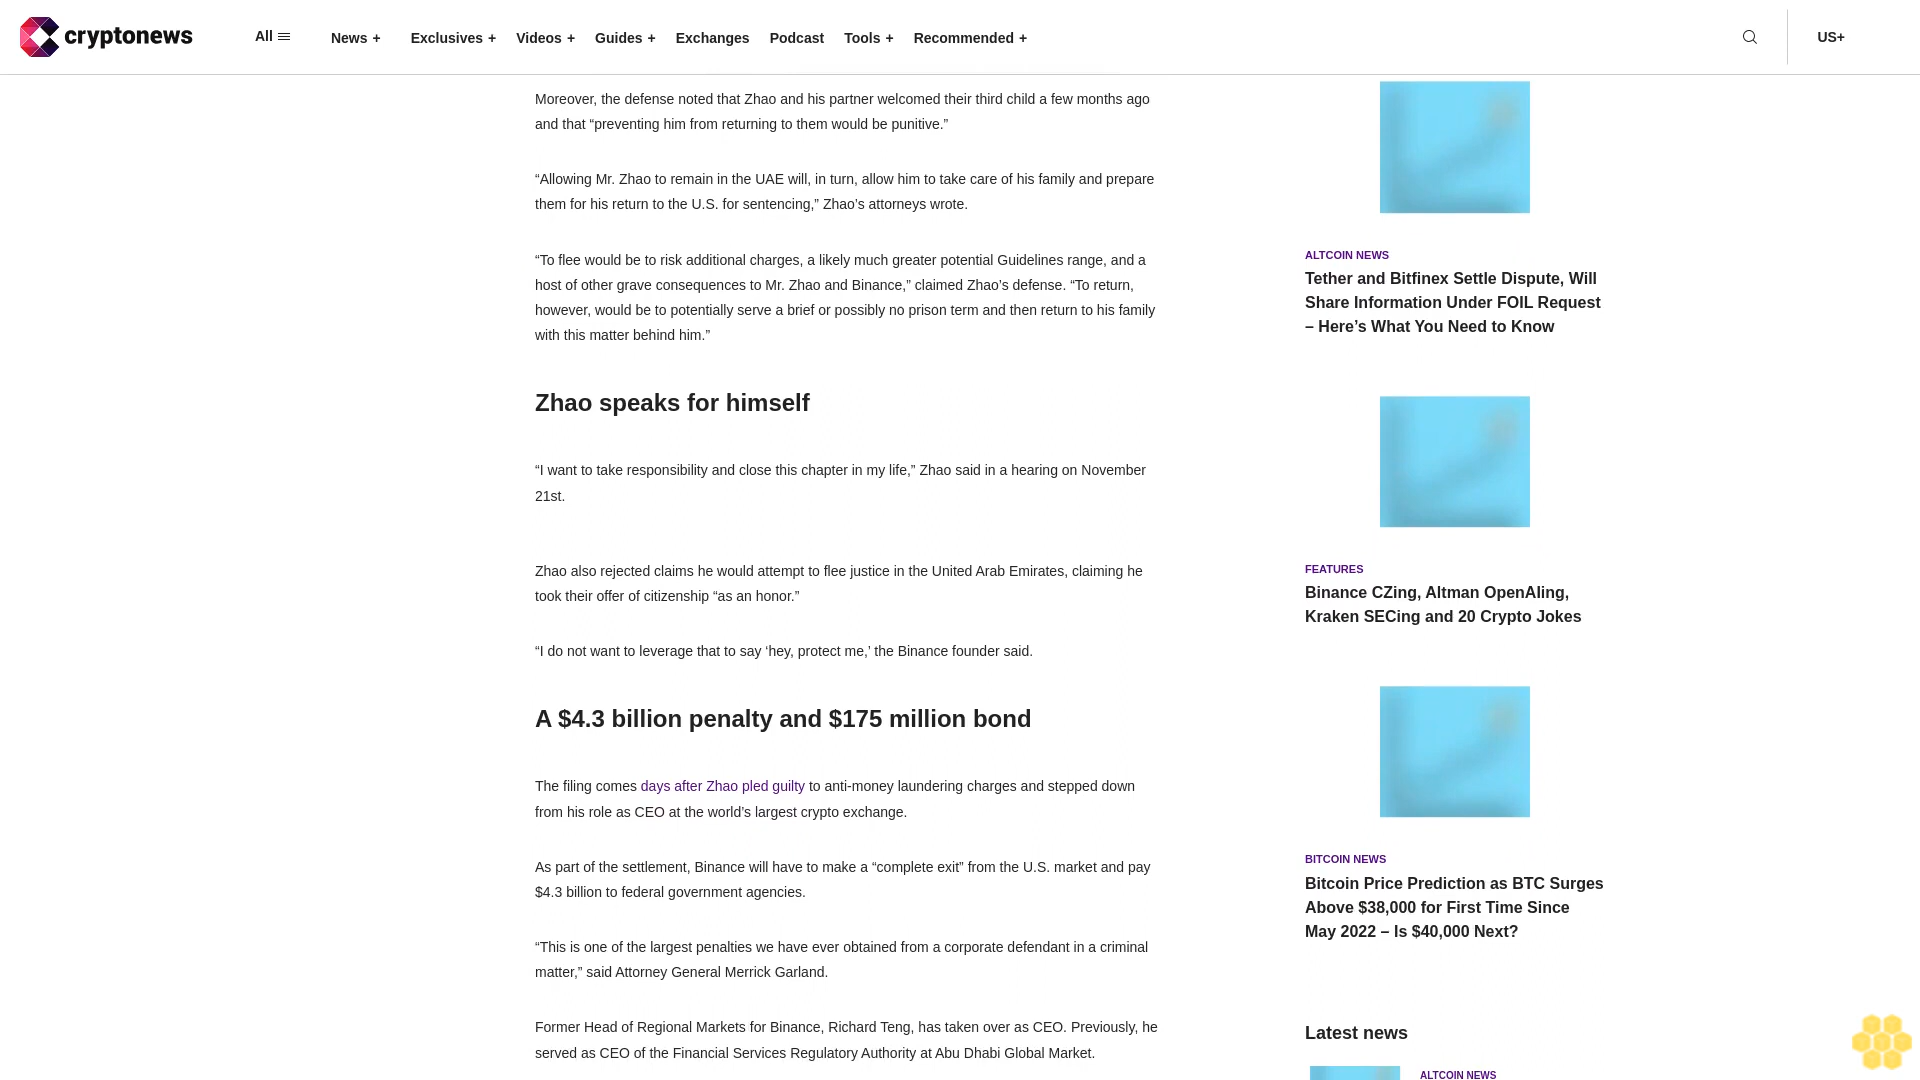 cryptonews
All
News +
Exclusives +
Videos +
Guides +
Exchanges
Podcast
Tools +
Recommended +
US+
Moreover, the defense noted that Zhao and his partner welcomed their third child a few months ago
and that “preventing him from returning to them would be punitive.”
“Allowing Mr. Zhao to remain in the UAE will, in turn, allow him to take care of his family and prepare
them for his return to the U.S. for sentencing,” Zhao’s attorneys wrote.
“To flee would be to risk additional charges, a likely much greater potential Guidelines range, and a
host of other grave consequences to Mr. Zhao and Binance,” claimed Zhao’s defense. “To return,
however, would be to potentially serve a brief or possibly no prison term and then return to his family
with this matter behind him.”
Zhao speaks for himself
“I want to take responsibility and close this chapter in my life,” Zhao said in a hearing on November
21st.
Zhao also rejected claims he would attempt to flee justice in the United Arab Emirates, claiming he
took their offer of citizenship “as an honor.”
“I do not want to leverage that to say ‘hey, protect me,’ the Binance founder said.
A $4.3 billion penalty and $175 million bond
The filing comes days after Zhao pled guilty to anti-money laundering charges and stepped down
from his role as CEO at the world’s largest crypto exchange.
As part of the settlement, Binance will have to make a “complete exit” from the U.S. market and pay
$4.3 billion to federal government agencies.
“This is one of the largest penalties we have ever obtained from a corporate defendant in a criminal
matter,” said Attorney General Merrick Garland.
Former Head of Regional Markets for Binance, Richard Teng, has taken over as CEO. Previously, he
served as CEO of the Financial Services Regulatory Authority at Abu Dhabi Global Market.
ALTCOIN NEWS
Tether and Bitfinex Settle Dispute, Will
Share Information Under FOIL Request
– Here’s What You Need to Know
FEATURES
Binance CZing, Altman OpenAIing,
Kraken SECing and 20 Crypto Jokes
BITCOIN NEWS
Bitcoin Price Prediction as BTC Surges
Above $38,000 for First Time Since
May 2022 – Is $40,000 Next?
Latest news
ALTCOIN NEWS